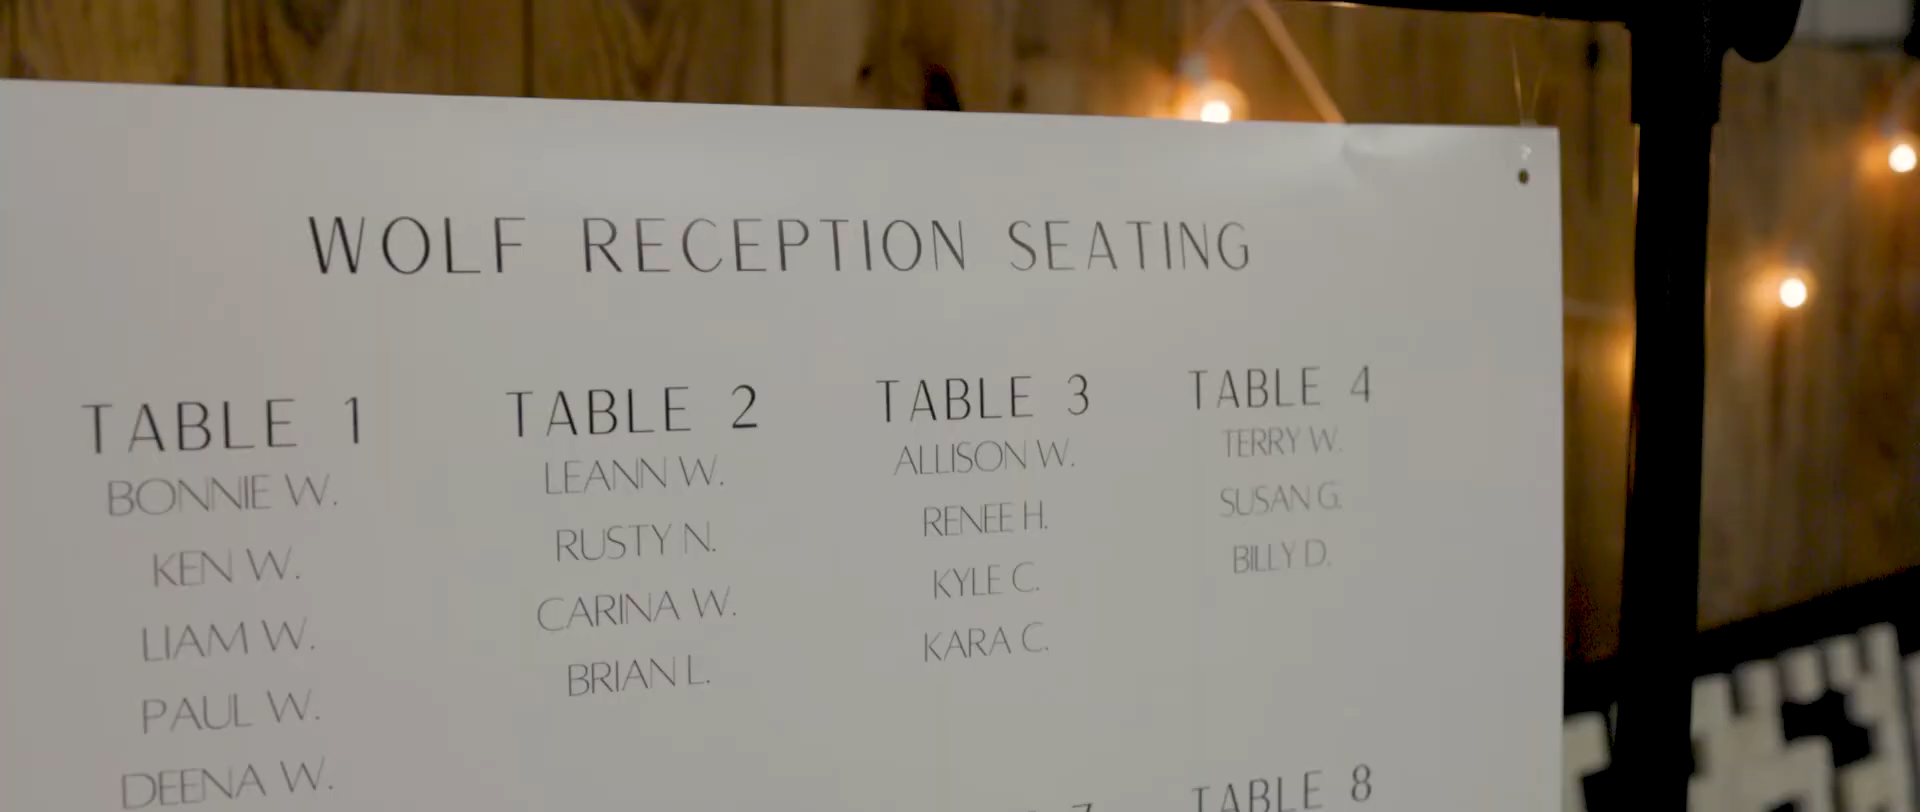 WOLF RECEPTION SEATING
TABLE 1
BONNIE W.
KEN W.
LIAM W.
PAUL W.
DEENA W.
TABLE 2
LEANN W.
RUSTY N.
CARINA W.
BRIAN L.
TABLE 3
ALLISON W.
RENEE H.
KYLE C.
KARA C.
TABLE 4
TERRY W.
SUSAN G.
BILLY D.
7
TABLE 8